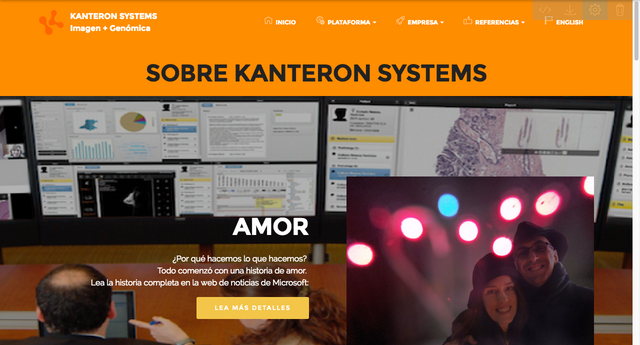 KANTERON SYSTEMS
Imagen + Genómica
INICIO
PLATAFORMA
EMPRESA
REFERENCIAS
ENGLISH
SOBRE KANTERON SYSTEMS
AMOR
¿Por qué hacemos lo que hacemos?
Todo comenzó con una historia de amor.
Lea la historia completa en la web de noticias de Microsoft:
LEA MÁS DETALLES